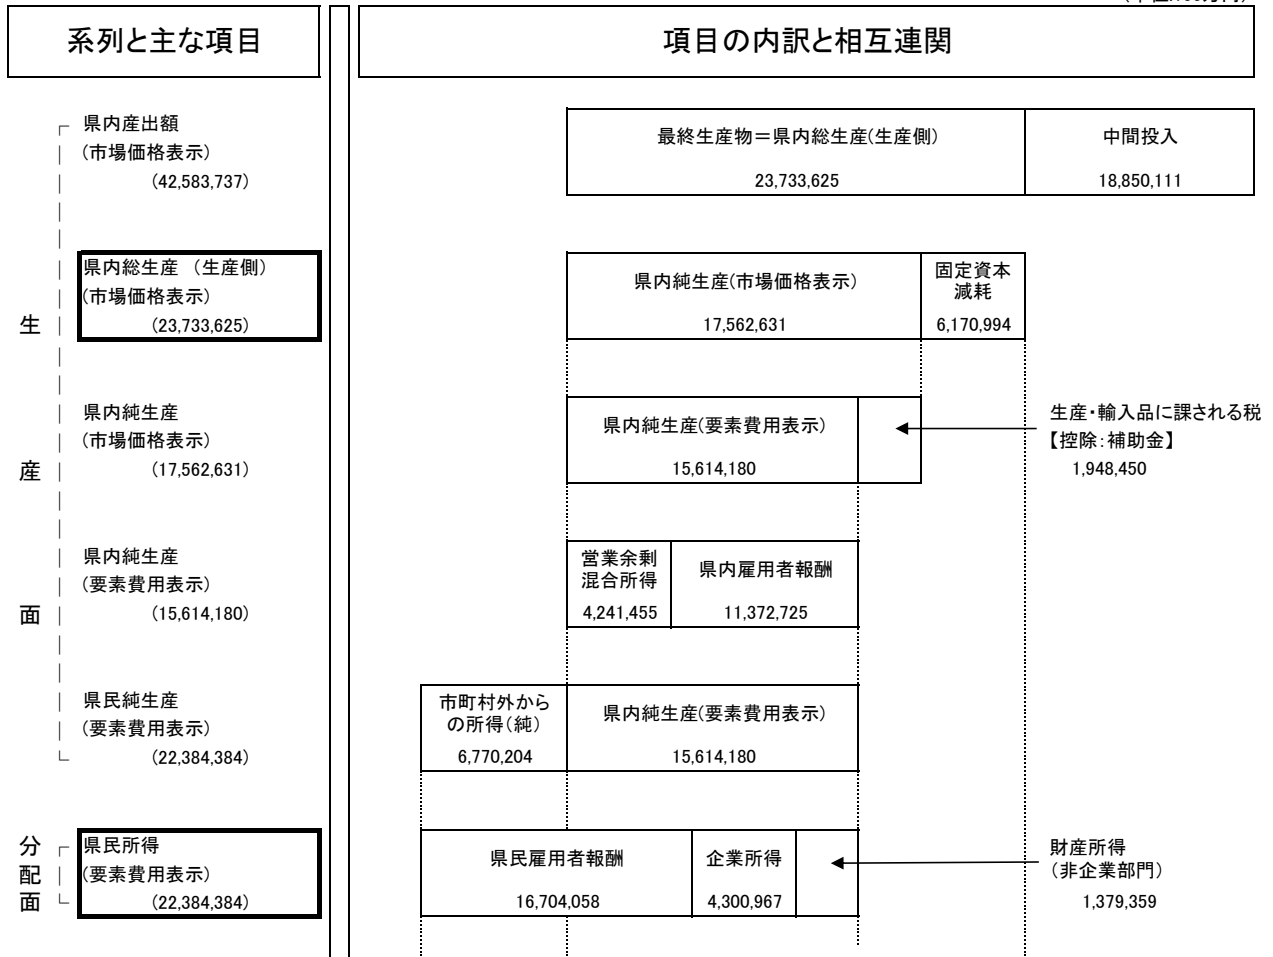 系列と主な項目
項目の内訳と相互連関
県内産出額
(市場価格表示)
(42,583,737)
最終生産物＝県内総生産(生産側)
23,733,625
中間投入
18,850,111
県内総生産 (生産側)
(市場価格表示)
(23,733,625)
県内純生産(市場価格表示)
17,562,631
固定資本
減耗
6,170,994
県内純生産
(市場価格表示)
(17,562,631)
県内純生産(要素費用表示)
15,614,180
生産・輸入品に課される税
【控除：補助金】
1,948,450
県内純生産
(要素費用表示)
(15,614,180)
営業余剰
混合所得
4,241,455
県内雇用者報酬
11,372,725
県民純生産
(要素費用表示)
(22,384,384)
市町村外から
の所得(純)
6,770,204
県内純生産(要素費用表示)
15,614,180
生産面
県民所得
(要素費用表示)
(22,384,384)
県民雇用者報酬
16,704,058
企業所得
4,300,967
財産所得
(非企業部門)
1,379,359
分配面